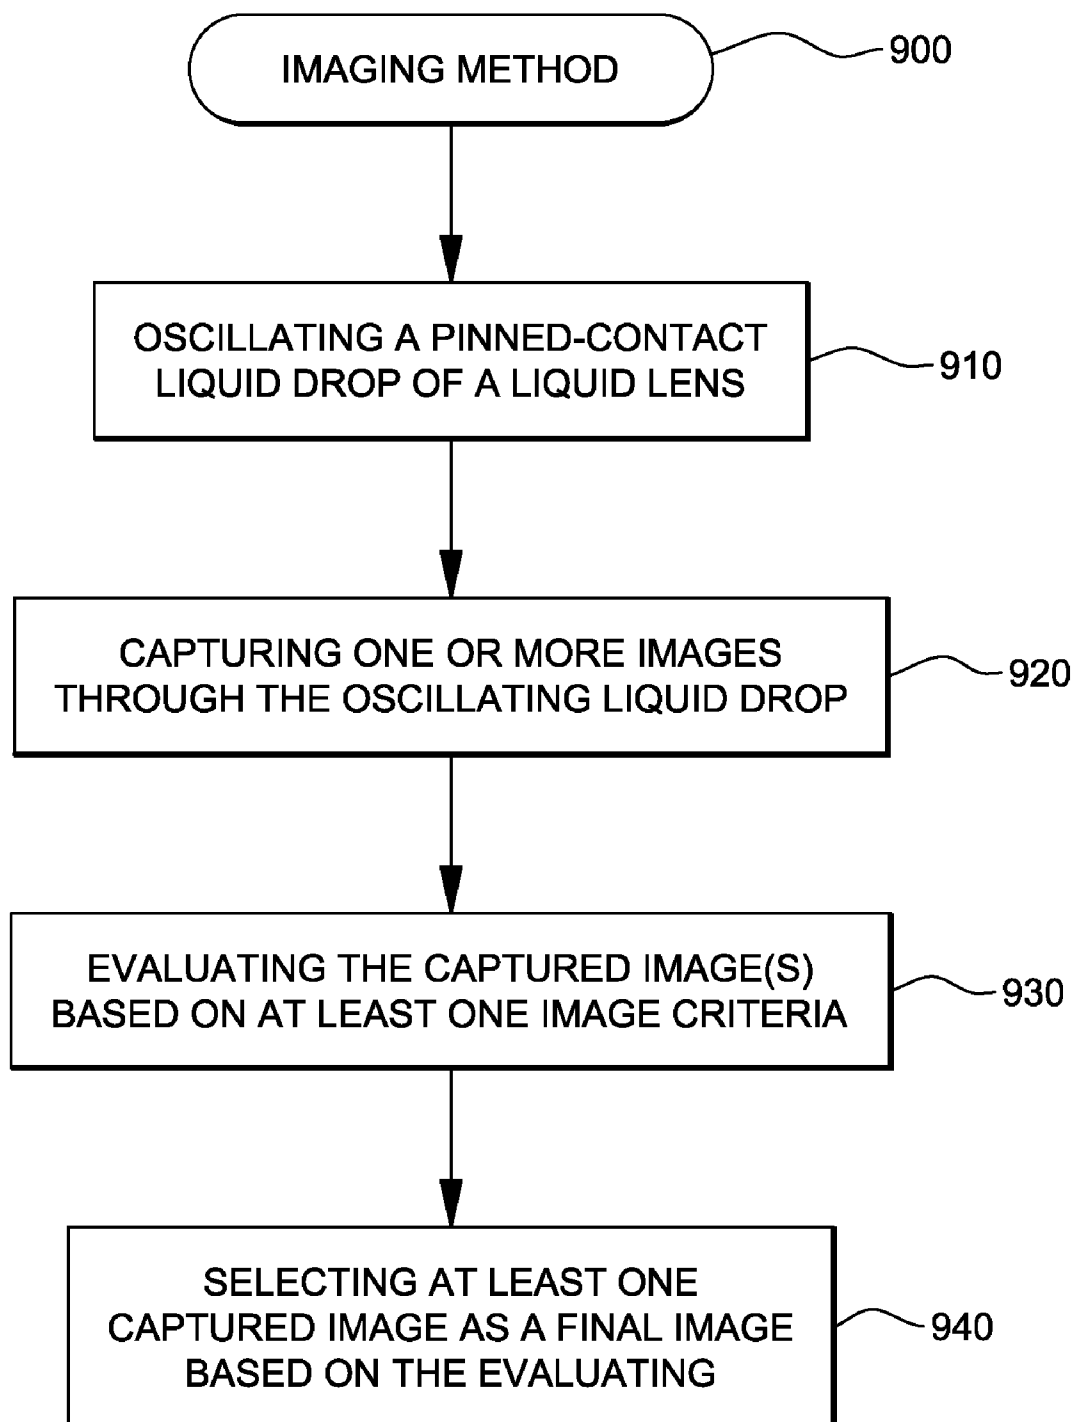 IMAGING METHOD
900
OSCILLATING A PINNED-CONTACT
LIQUID DROP OF A LIQUID LENS
910
CAPTURING ONE OR MORE IMAGES
THROUGH THE OSCILLATING LIQUID DROP
920
EVALUATING THE CAPTURED IMAGE(S)
BASED ON AT LEAST ONE IMAGE CRITERIA
930
SELECTING AT LEAST ONE
CAPTURED IMAGE AS A FINAL IMAGE
BASED ON THE EVALUATING
940